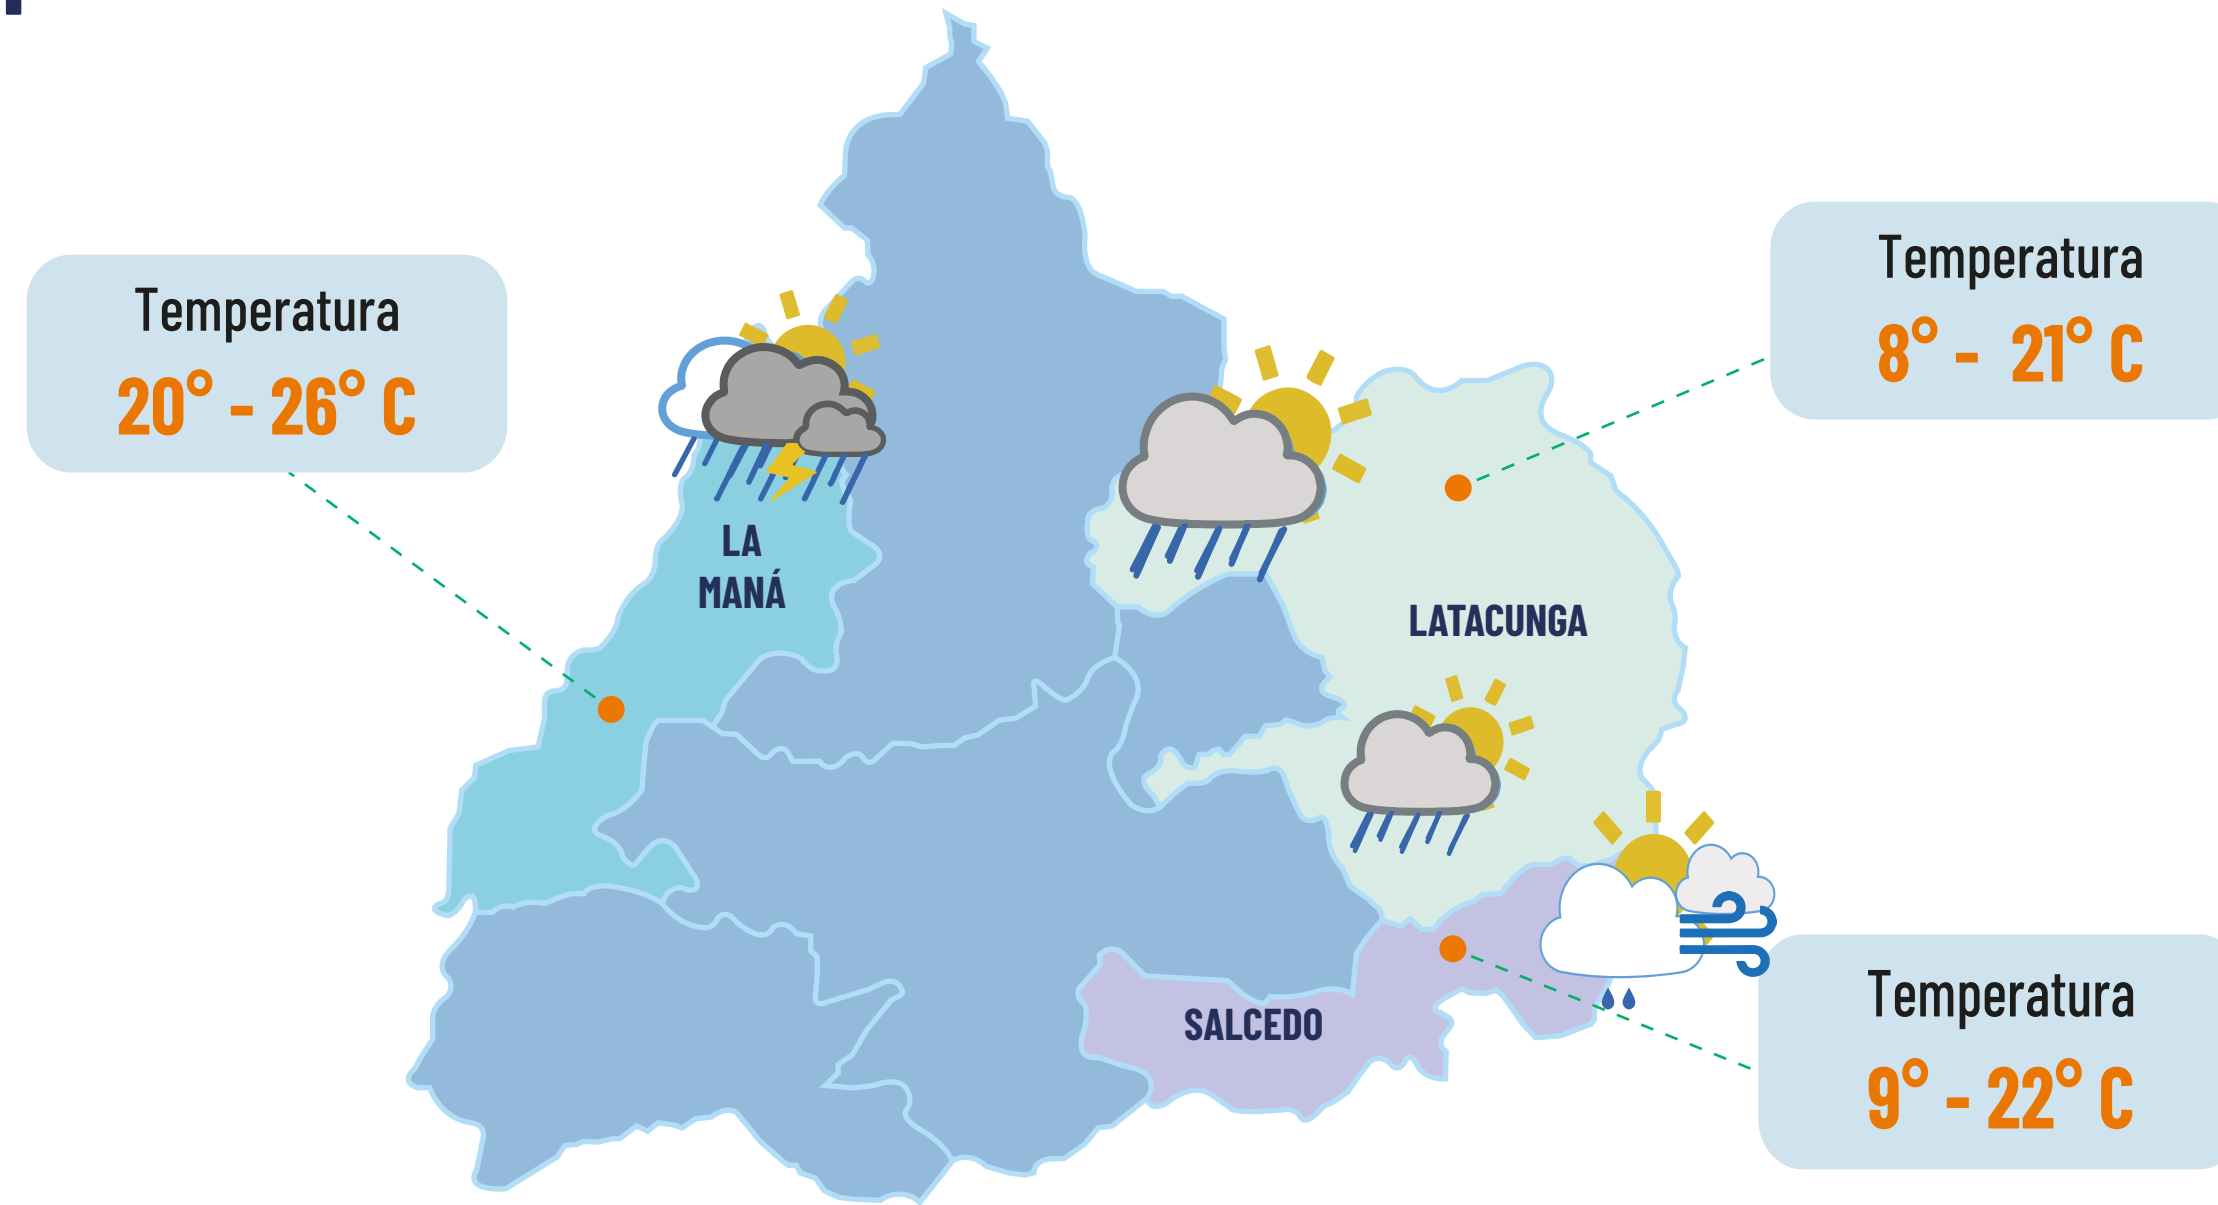 Temperatura
20° - 26° C
Temperatura
8° - 21° C
LA
MANÁ
LATACUNGA
SALCEDO
Temperatura
9° - 22° C